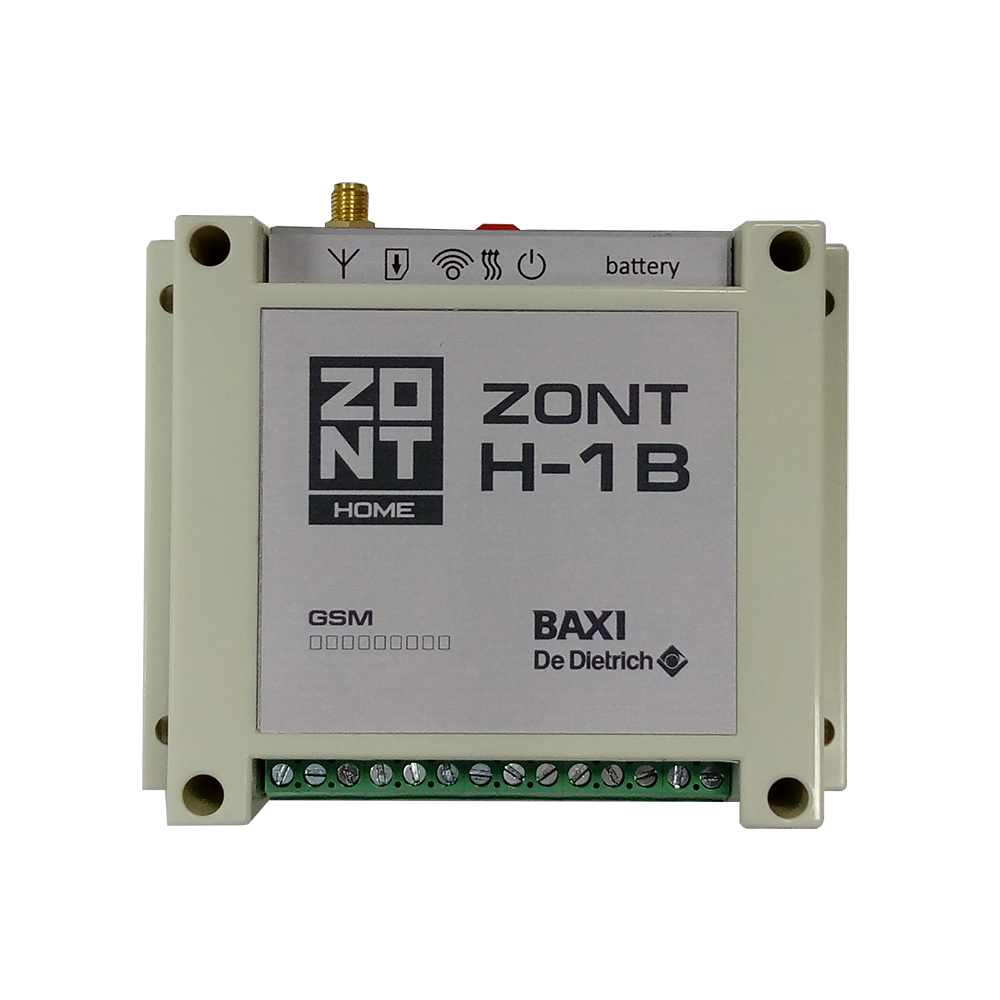 battery
ZO
NT
HOME
ZONT
H-1B
GSM
BAXI
De Dietrich